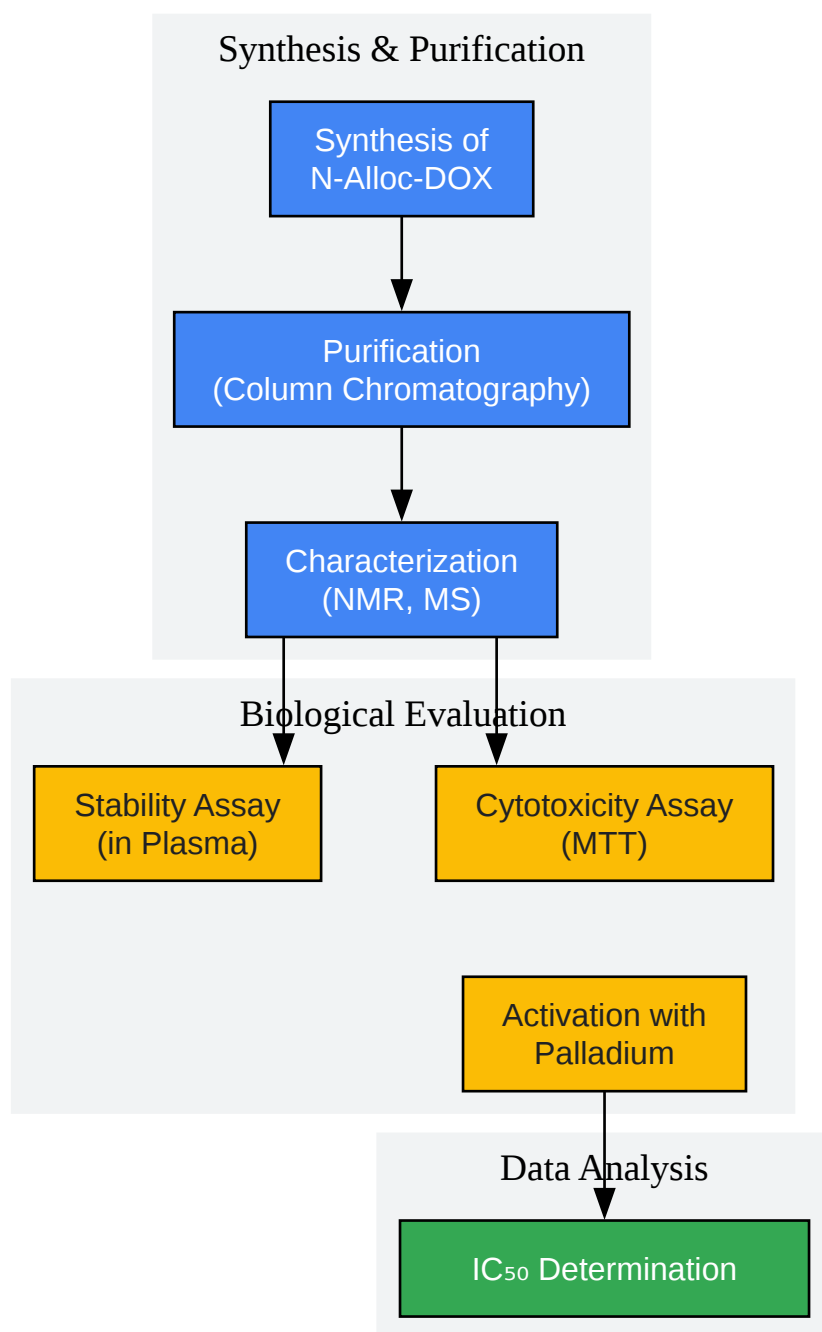 Synthesis & Purification
Synthesis of
N-Alloc-DOX
Purification
(Column Chromatography)
Characterization
(NMR, MS)
Biological Evaluation
Stability Assay
(in Plasma)
Cytotoxicity Assay
(MTT)
Activation with
Palladium
Data Analysis
IC₅₀ Determination